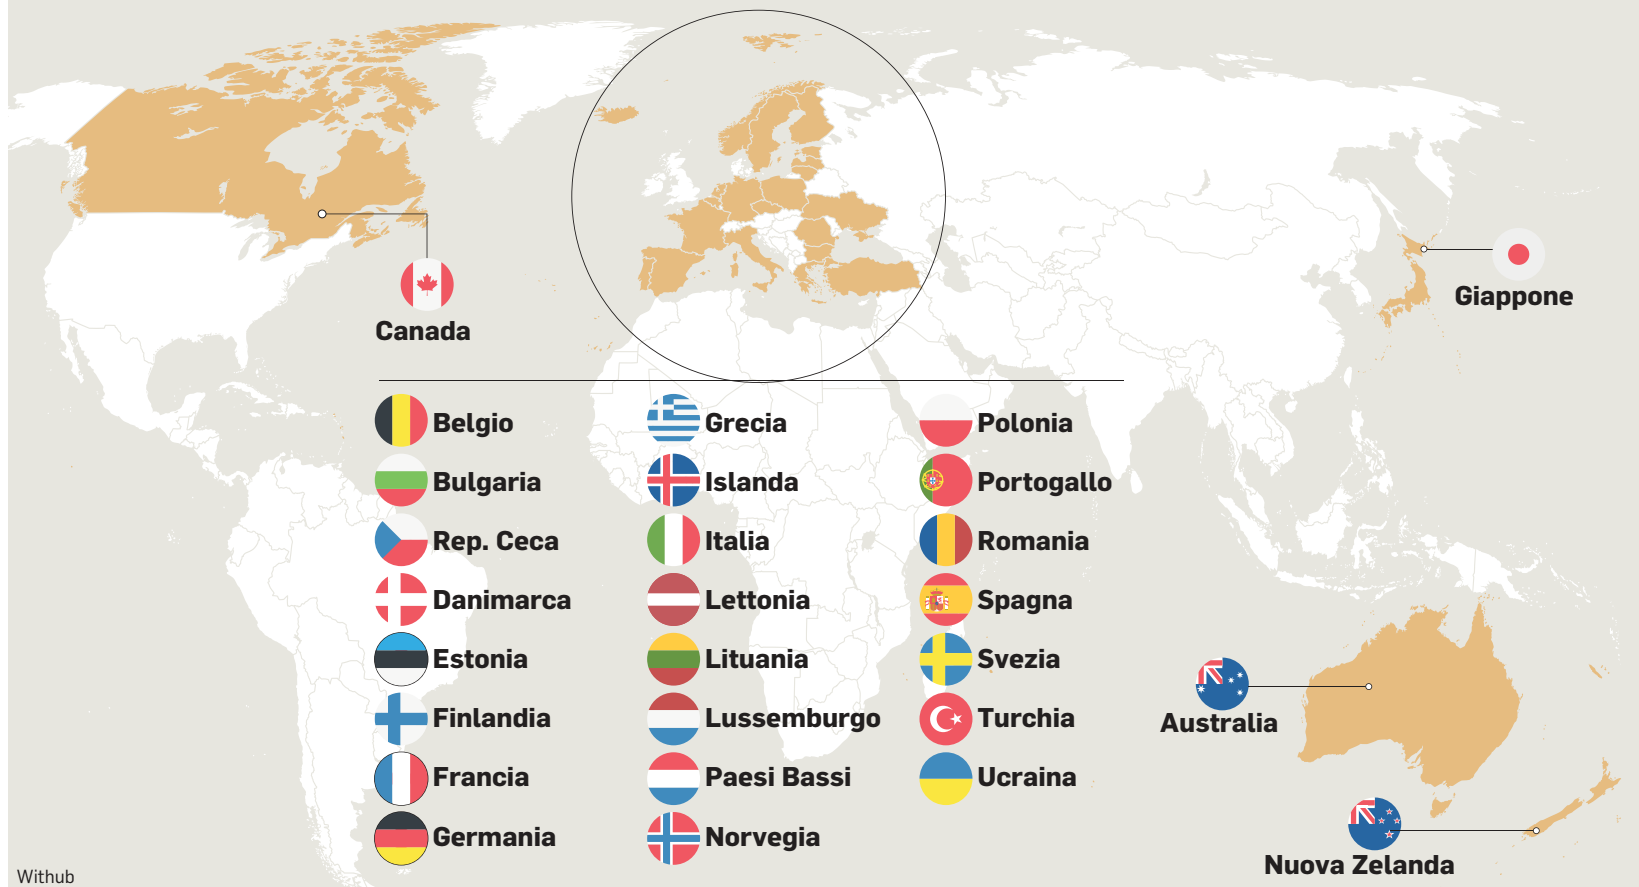 Canada
Giappone
Belgio
Bulgaria
Rep. Ceca
Danimarca
Estonia
Finlandia
Francia
Germania
Grecia
Islanda
Italia
Lettonia
Lituania
Lussemburgo
Paesi Bassi
Norvegia
Polonia
Portogallo
Romania
Spagna
Svezia
Turchia
Ucraina
Australia
Nuova Zelanda
Withub